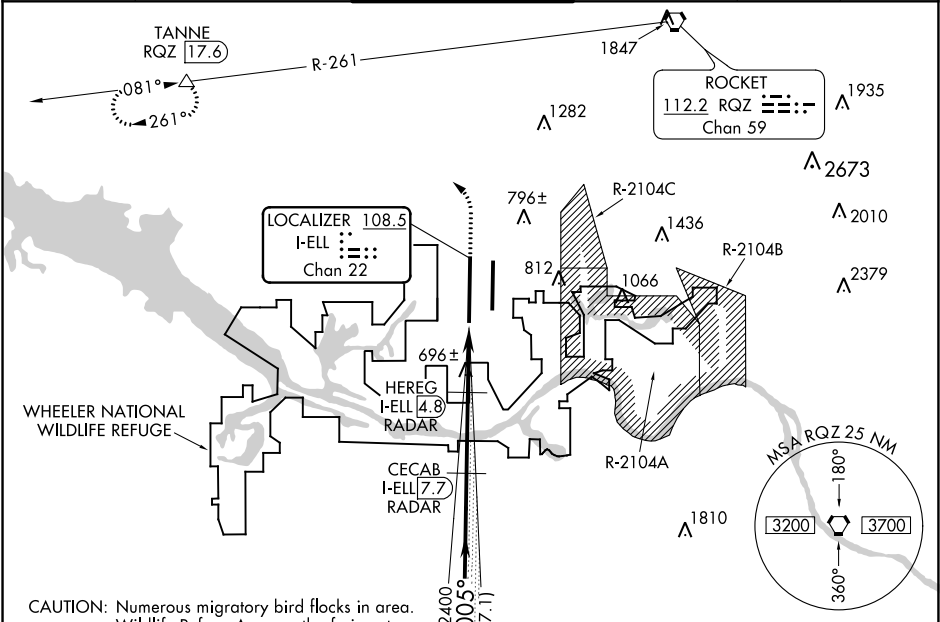 TANNE
RQZ 17.6
R-261
081°
261°
1847
ROCKET
112.2 RQZ
Chan 59
1282
1935
2673
2010
2379
R-2104C
796±
1436
R-2104B
LOCALIZER 108.5
I-ELL
Chan 22
812
1066
696±
HEREG
I-ELL 4.8
RADAR
WHEELER NATIONAL
WILDLIFE REFUGE
CECAB
I-ELL 7.7
RADAR
R-2104A
1810
MSA RQZ 25 NM
180°
3200
3700
360°
2400
005°
7.1)
CAUTION: Numerous migratory bird flocks in area.